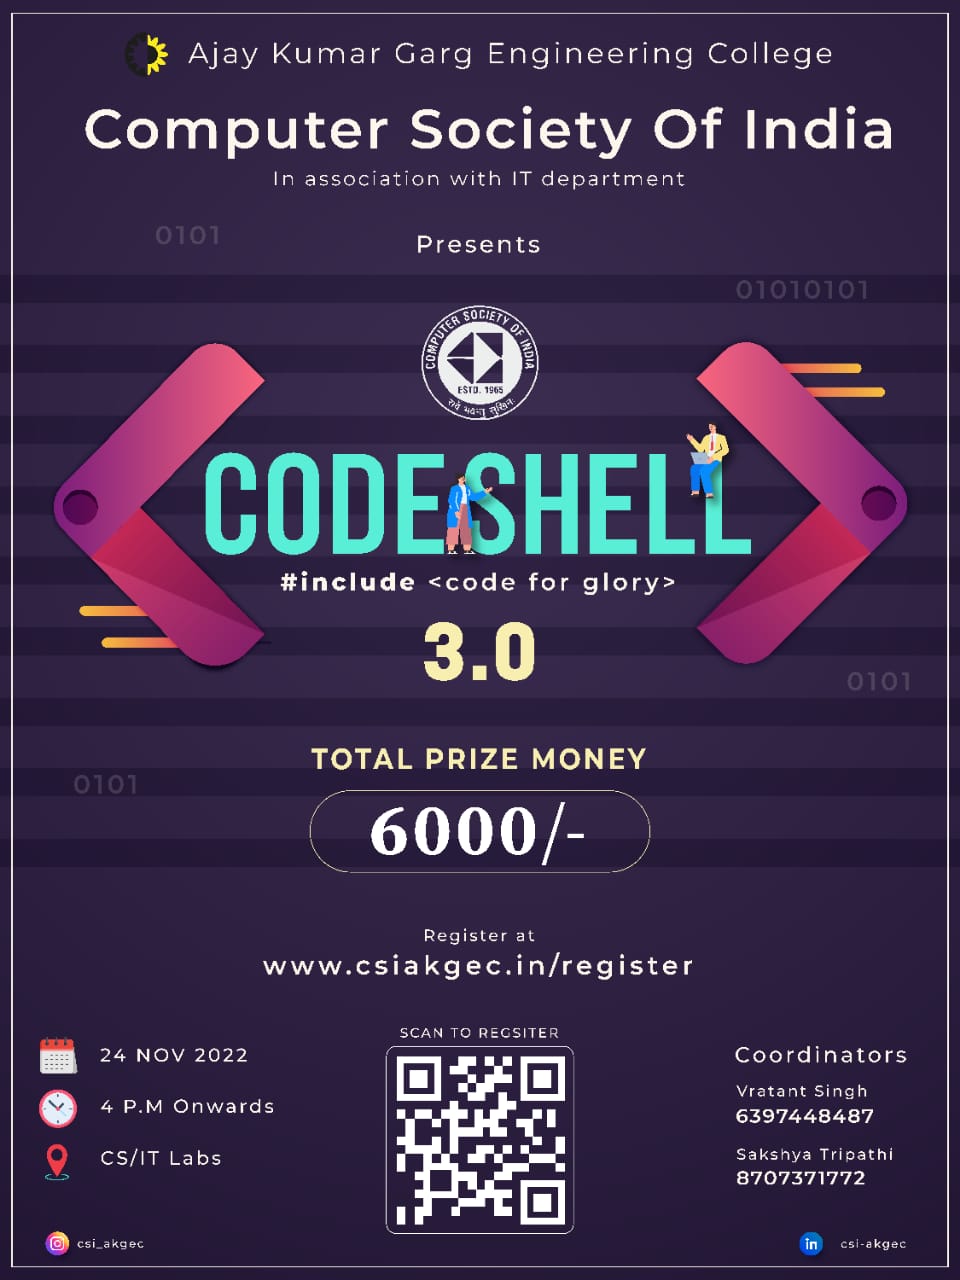 Ajay Kumar Garg Engineering College
Computer Society Of India
In association with IT department
0101
Presents
01010101
COMPUTER SOCIETY OF INDIA
ESTD. 1965
सर्वे भवन्तु सुखिनः
CODESHELL
#include <code for glory>
3.0
0101
TOTAL PRIZE MONEY
0101
6000/-
Register at
www.csiakgec.in/register
SCAN TO REGSITER
24 NOV 2022
4 P.M Onwards
CS/IT Labs
Coordinators
Vratant Singh
6397448487
Sakshya Tripathi
8707371772
csi_akgec
in
csi-akgec